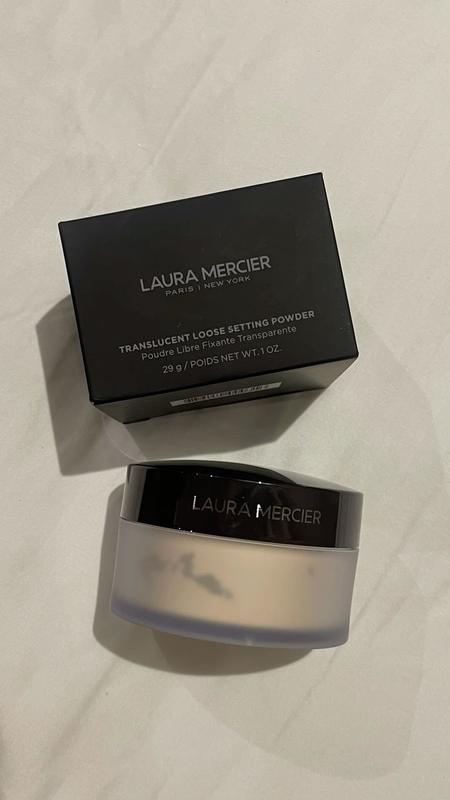 LAURA MERCIER
PARIS | NEW YORK
TRANSLUCENT LOOSE SETTING POWDER
Poudre Libre Fixante Transparente
29 g / POIDS NET WT. 1 OZ.
LAURA MERCIER